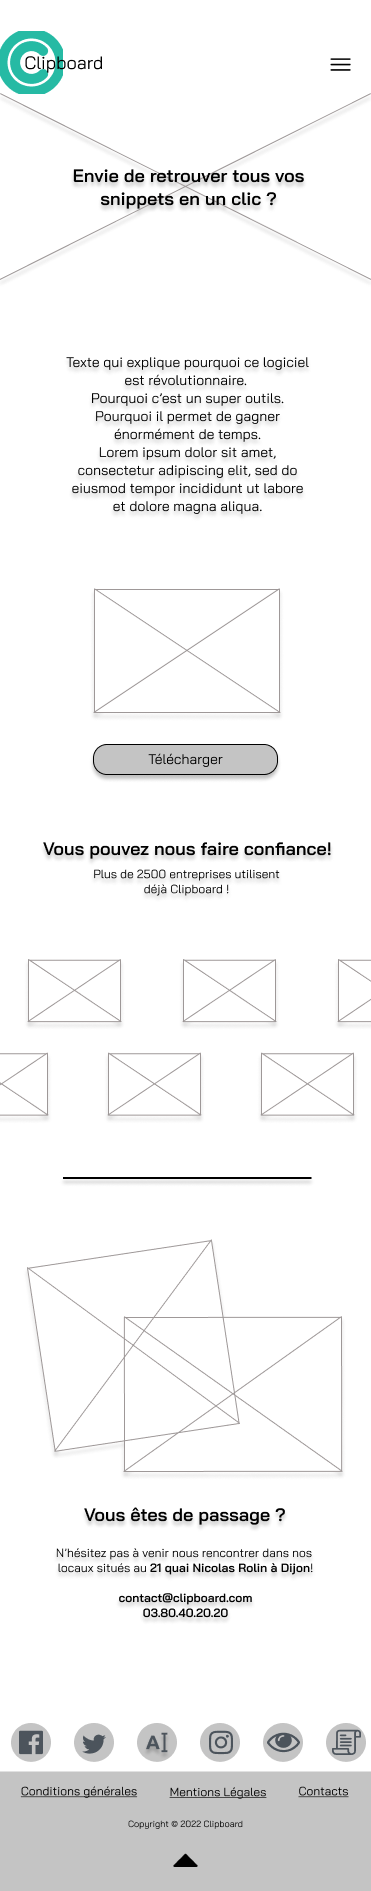 Clipboard
Envie de retrouver tous vos
snippets en un clic ?
Texte qui explique pourquoi ce logiciel
est révolutionnaire.
Pourquoi c'est un super outils.
Pourquoi il permet de gagner
énormément de temps.
Lorem ipsum dolor sit amet,
consectetur adipiscing elit, sed do
eiusmod tempor incididunt ut labore
et dolore magna aliqua.
Télécharger
Vous pouvez nous faire confiance!
Plus de 2500 entreprises utilisent
déjà Clipboard !
Vous êtes de passage ?
N'hésitez pas à venir nous rencontrer dans nos
locaux situés au 21 quai Nicolas Rolin à Dijon!
contact@clipboard.com
03.80.40.20.20
A
Conditions générales Mentions Légales Contacts
Copyright © 2022 Clipboard